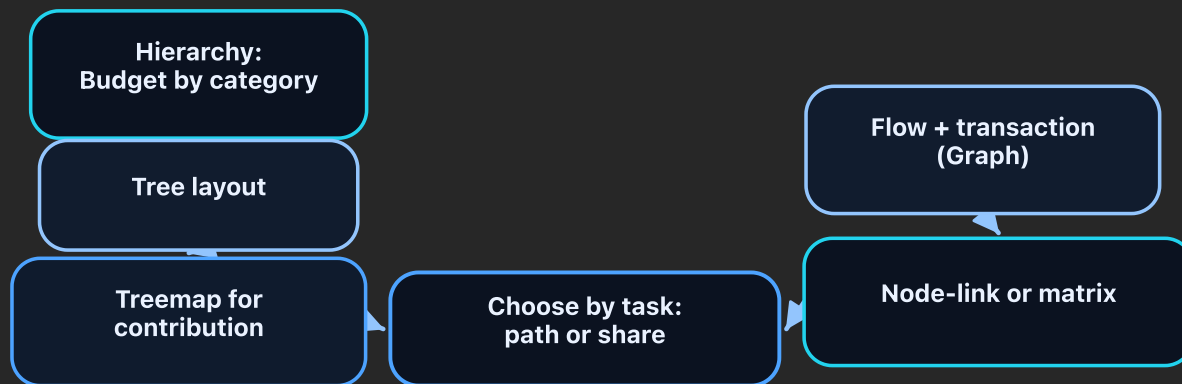 Hierarchy:
Budget by category
Tree layout
Treemap for
contribution
Choose by task:
path or share
Flow + transaction
(Graph)
Node-link or matrix